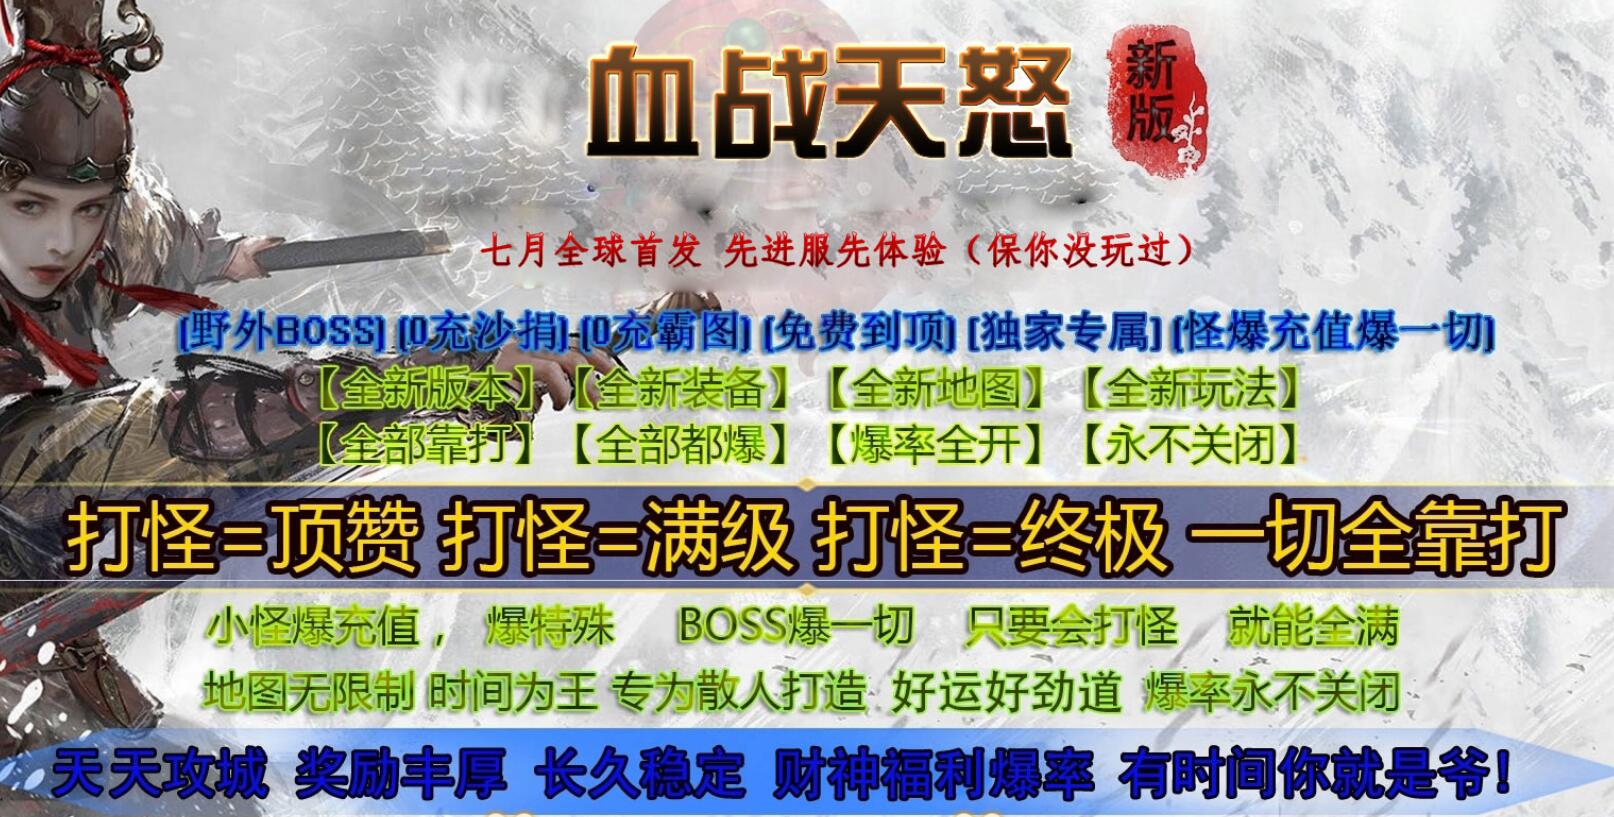 血战天怒 新版
七月全球首发 先进服先体验（保你没玩过）
[野外BOSS] [0充沙捐] [0充霸图] [免费到顶] [独家专属] [怪爆充值爆一切]
【全新版本】【全新装备】【全新地图】【全新玩法】
【全部靠打】【全部都爆】【爆率全开】【永不关闭】
打怪=顶赞 打怪=满级 打怪=终极 一切全靠打
小怪爆充值， 爆特殊 BOSS爆一切 只要会打怪 就能全满
地图无限制 时间为王 专为散人打造 好运好劲道 爆率永不关闭
天天攻城 奖励丰厚 长久稳定 财神福利爆率 有时间你就是爷！